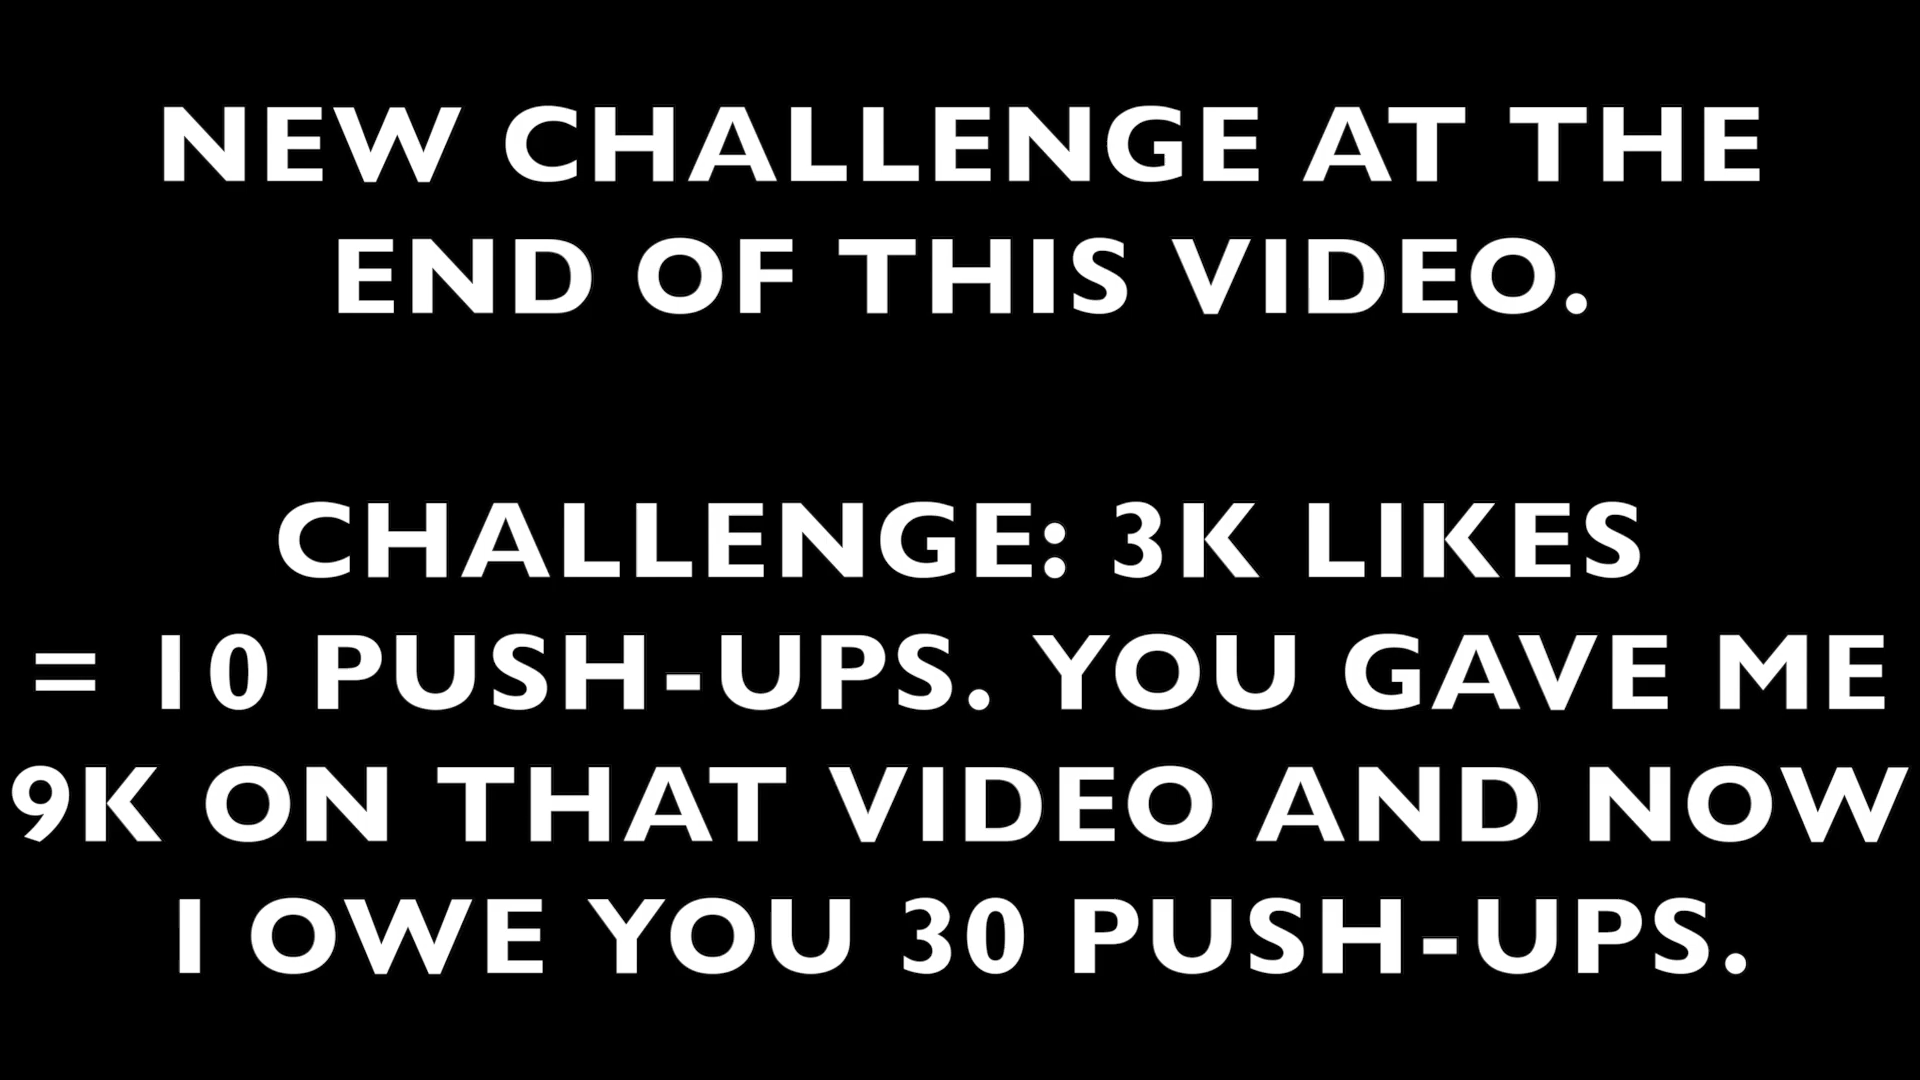 NEW CHALLENGE AT THE
END OF THIS VIDEO.
CHALLENGE: 3K LIKES
= 10 PUSH-UPS. YOU GAVE ME
9K ON THAT VIDEO AND NOW
I OWE YOU 30 PUSH-UPS.